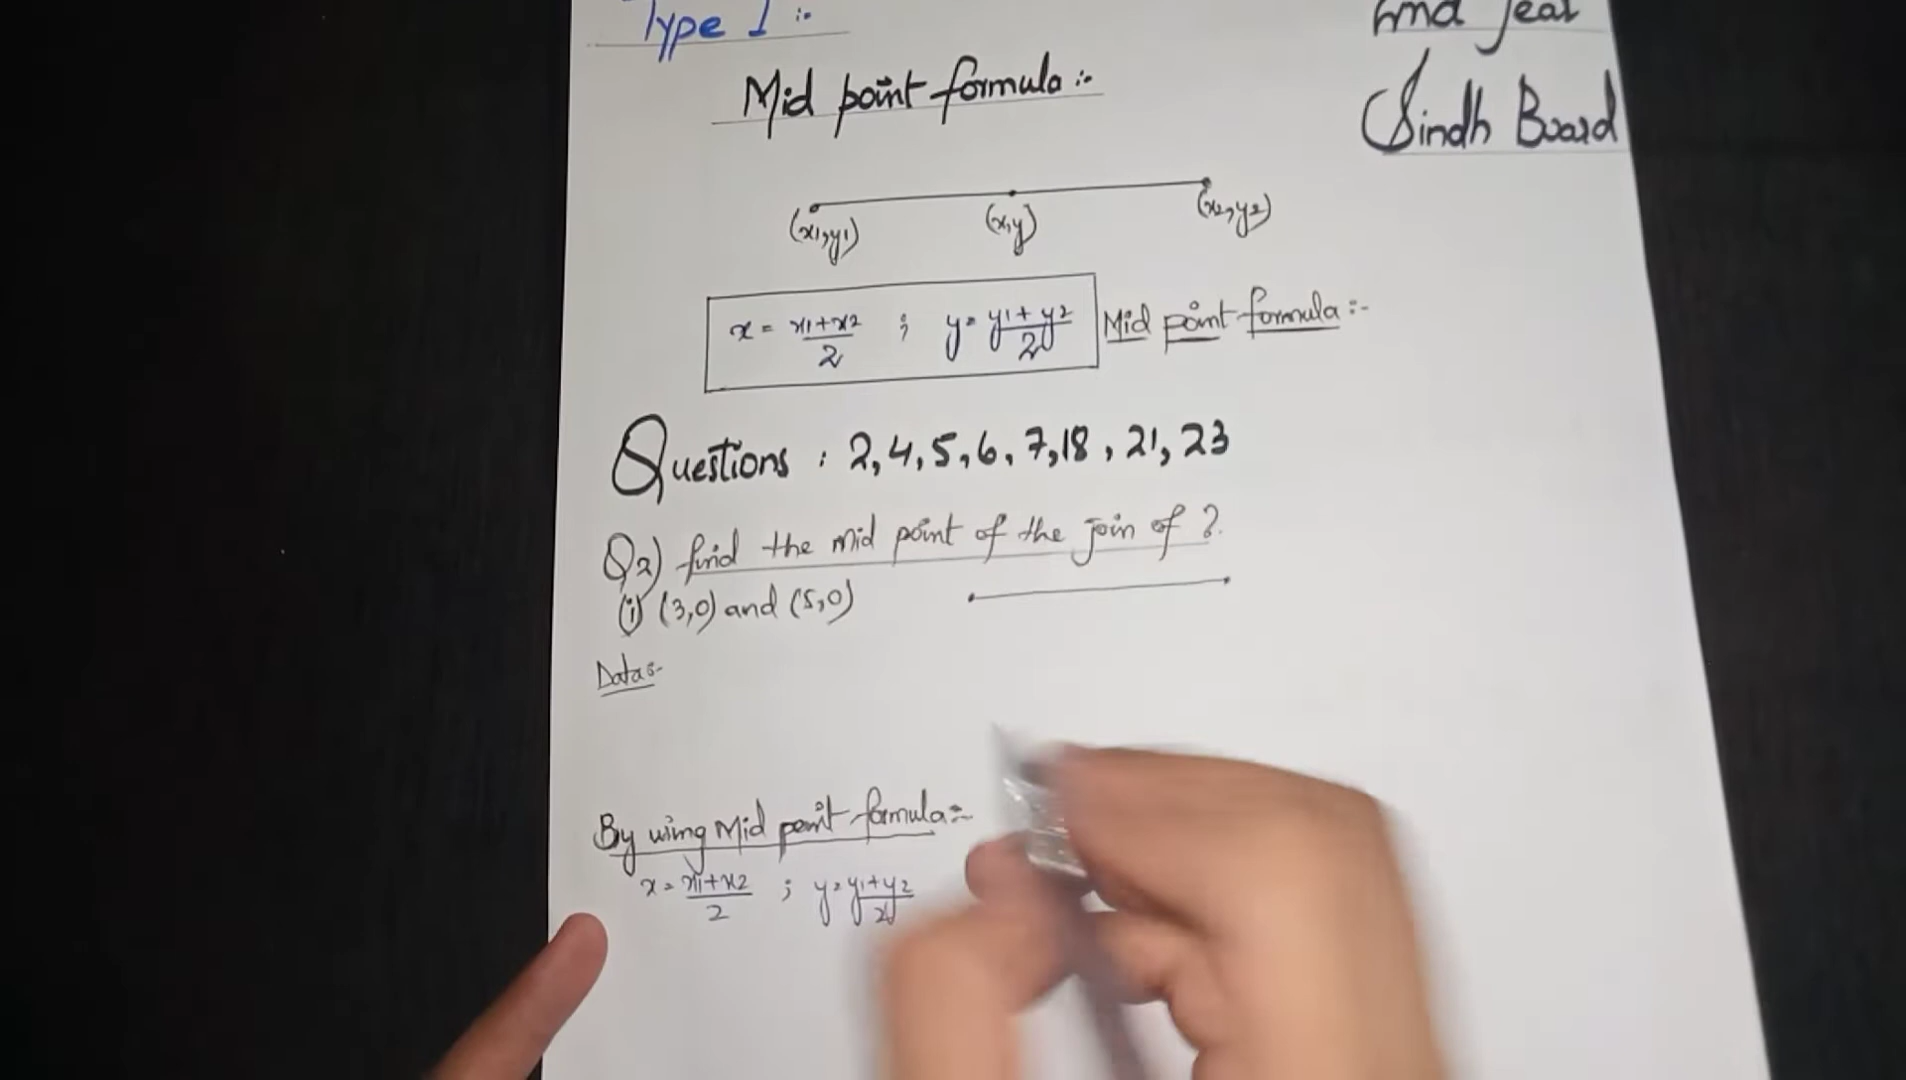 Type 1 :-
Year
Sindh Board
Mid point formula :-
(x1,y1) (x,y) (x2,y2)
x = x1+x2/2 ; y = y1+y2/2 Mid point formula :-
Questions : 2,4,5,6,7,18,21,23
Q2) find the mid point of the join of ?
(i) (3,0) and (5,0)
Data:-
By using Mid point formula:-
x = x1+x2/2 ; y = y1+y2/2